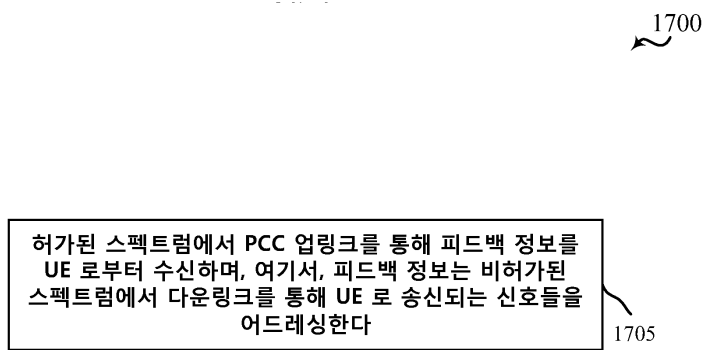 1700
허가된 스펙트럼에서 PCC 업링크를 통해 피드백 정보를
UE 로부터 수신하며, 여기서, 피드백 정보는 비허가된
스펙트럼에서 다운링크를 통해 UE 로 송신되는 신호들을
어드레싱한다
1705